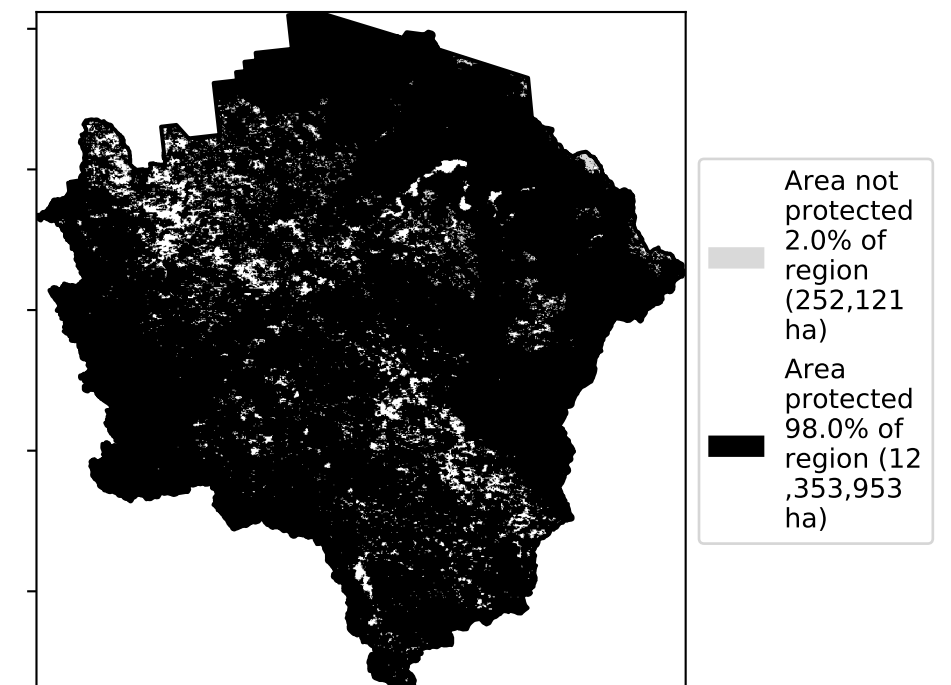 Area not
protected
2.0% of
region
(252,121
ha)
Area
protected
98.0% of
region (12
,353,953
ha)